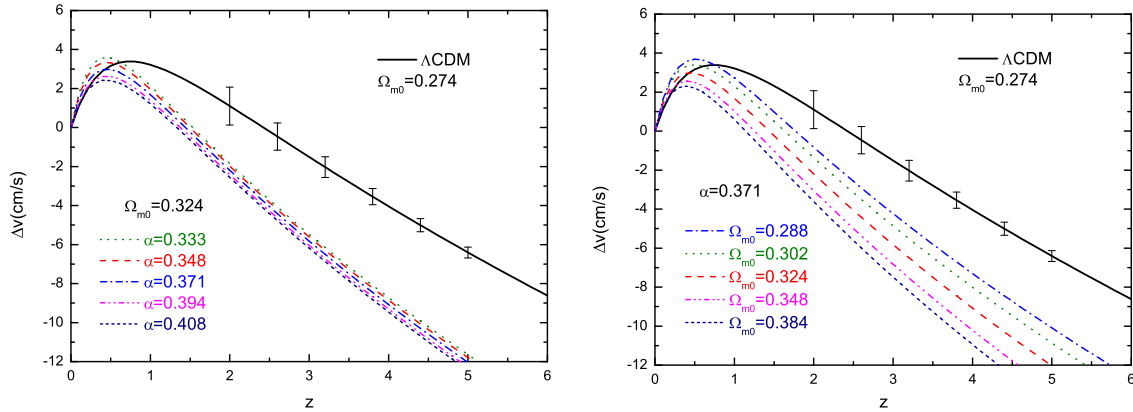 6
4
2
0
-2
-4
-6
-8
-10
-12
Δv(cm/s)
0 1 2 3 4 5 6
z
ΛCDM
Ωm0=0.274
Ωm0=0.324
α=0.333
α=0.348
α=0.371
α=0.394
α=0.408
6
4
2
0
-2
-4
-6
-8
-10
-12
Δv(cm/s)
0 1 2 3 4 5 6
z
ΛCDM
Ωm0=0.274
α=0.371
Ωm0=0.288
Ωm0=0.302
Ωm0=0.324
Ωm0=0.348
Ωm0=0.384